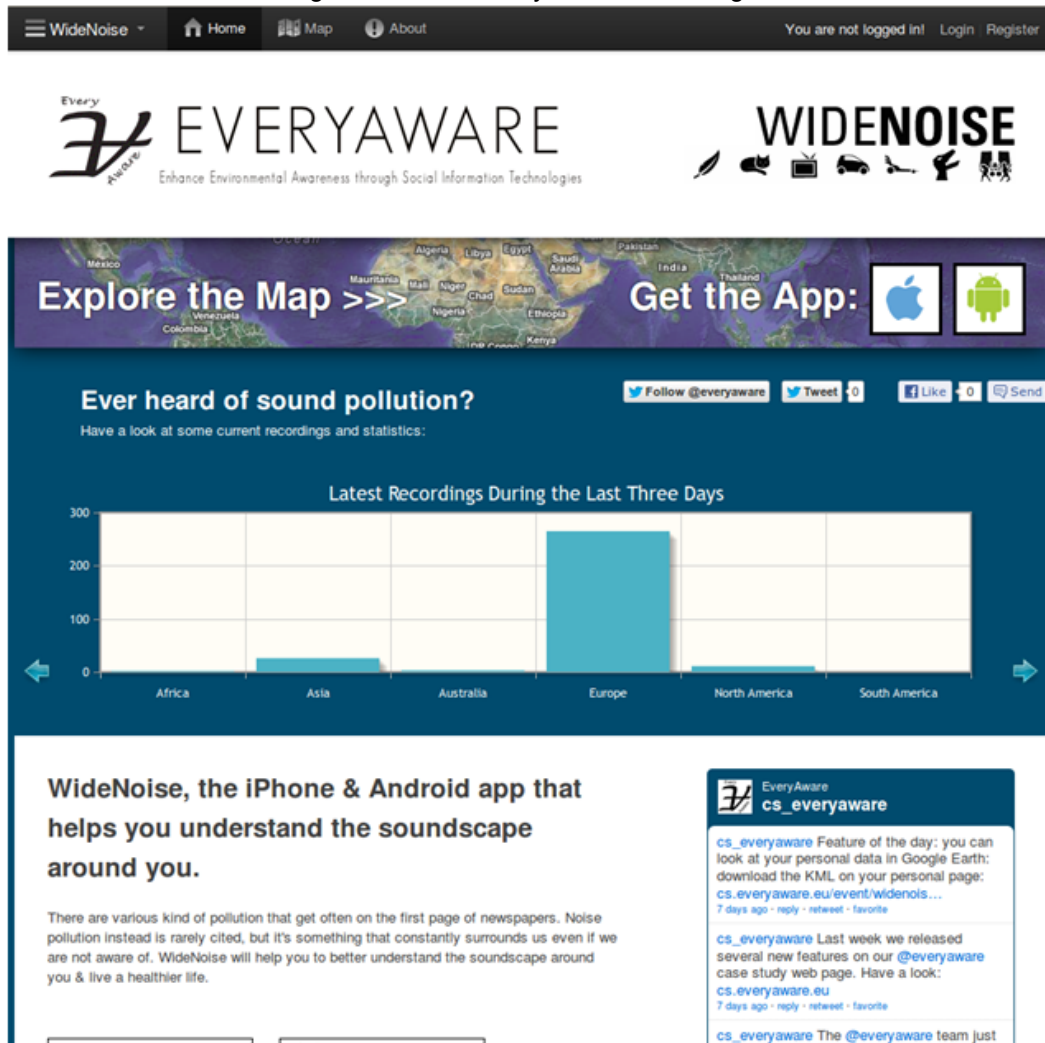 WideNoise Home Map About You are not logged in! Login Register
Every
Aware
EVERYAWARE
Enhance Environmental Awareness through Social Information Technologies
WIDENOISE
Ocean
Mexico
Venezuela
Colombia
Mauritania
Mali
Niger
Chad
Nigeria
Algeria
Libya
Egypt
Sudan
Ethiopia
Kenya
DR Congo
Saudi
Arabia
Pakistan
India
Thailand
Explore the Map >>>
Get the App:
Ever heard of sound pollution?
Follow @everyaware Tweet 0 Like 0 Send
Have a look at some current recordings and statistics:
Latest Recordings During the Last Three Days
300
200
100
0
Africa Asia Australia Europe North America South America
WideNoise, the iPhone & Android app that
helps you understand the soundscape
around you.
There are various kind of pollution that get often on the first page of newspapers. Noise
pollution instead is rarely cited, but it's something that constantly surrounds us even if we
are not aware of. WideNoise will help you to better understand the soundscape around
you & live a healthier life.
EveryAware
cs_everyaware
cs_everyaware Feature of the day: you can
look at your personal data in Google Earth:
download the KML on your personal page:
cs.everyaware.eu/event/widenois…
7 days ago · reply · retweet · favorite
cs_everyaware Last week we released
several new features on our @everyaware
case study web page. Have a look:
cs.everyaware.eu
7 days ago · reply · retweet · favorite
cs_everyaware The @everyaware team just